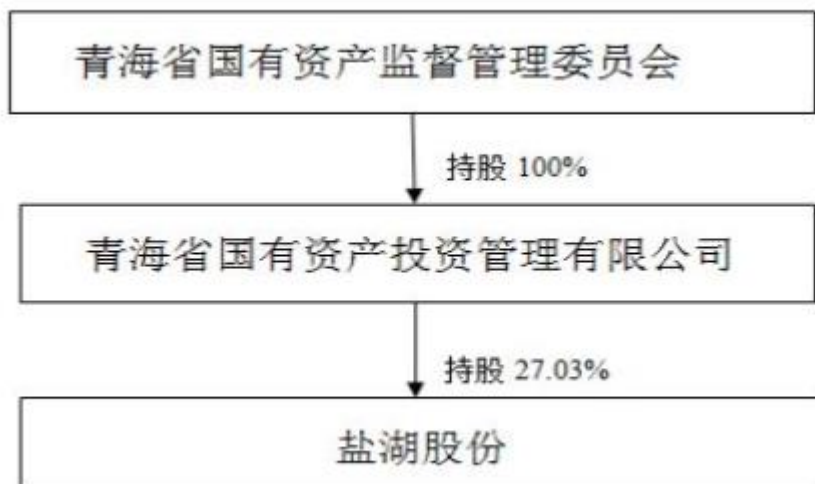 青海省国有资产监督管理委员会
持股 100%
青海省国有资产投资管理有限公司
持股 27.03%
盐湖股份